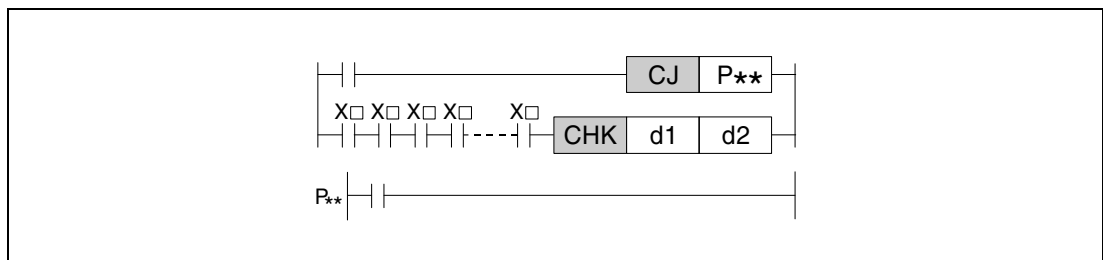 CJ P**
X□ X□ X□ X□ X□
CHK d1 d2
P**